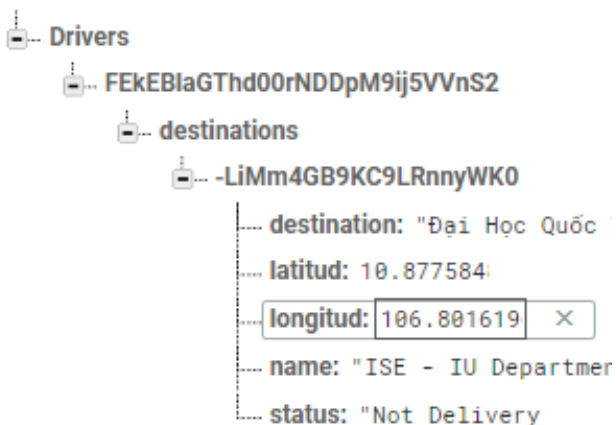 Drivers
FEkEBIaGThd00rNDDpM9ij5VVnS2
destinations
-LiMm4GB9KC9LRnnyWK0
destination: "Đại Học Quốc
latitud: 10.877584
longitud: 106.801619
name: "ISE - IU Departmen
status: "Not Delivery